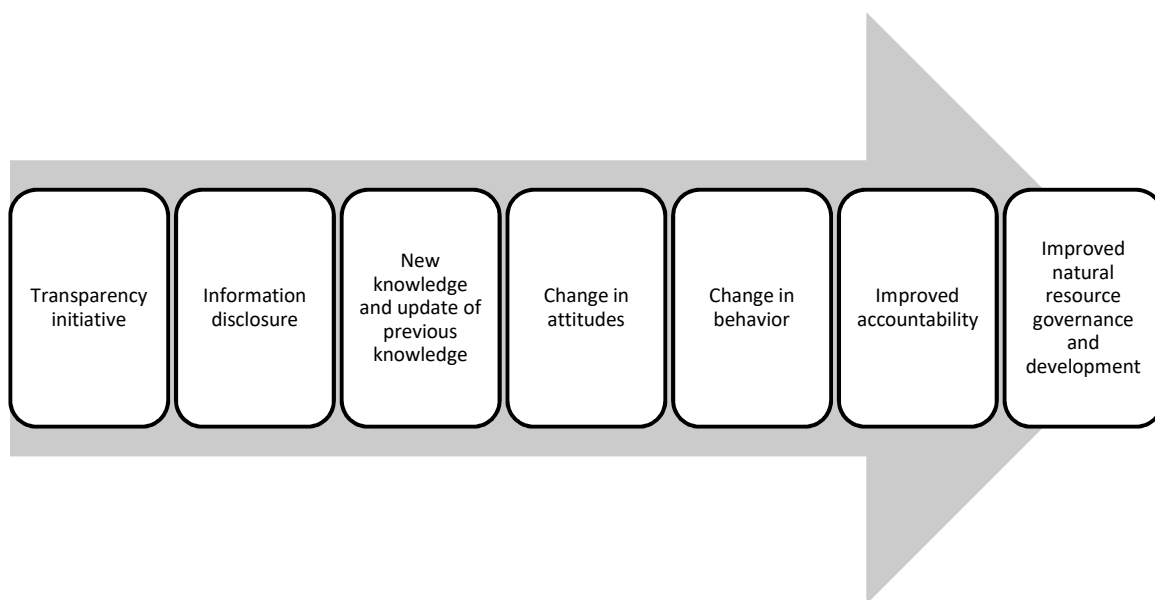 Transparency
initiative
Information
disclosure
New
knowledge
and update of
previous
knowledge
Change in
attitudes
Change in
behavior
Improved
accountability
Improved
natural
resource
governance
and
development